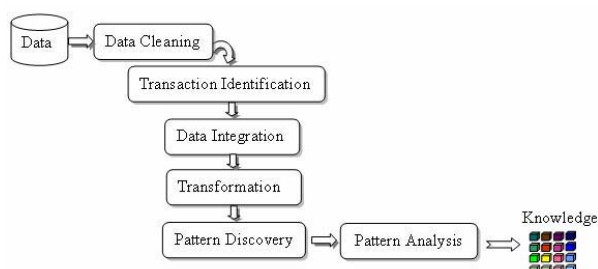 Data
Data Cleaning
Transaction Identification
Data Integration
Transformation
Pattern Discovery
Pattern Analysis
Knowledge